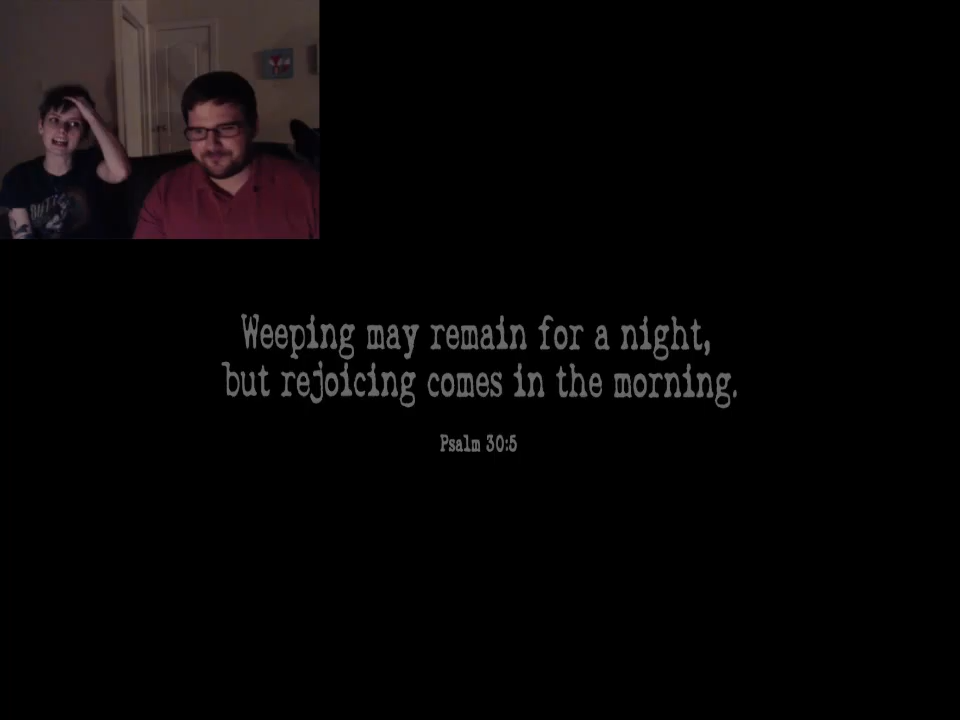 Weeping may remain for a night,
but rejoicing comes in the morning.
Psalm 30:5